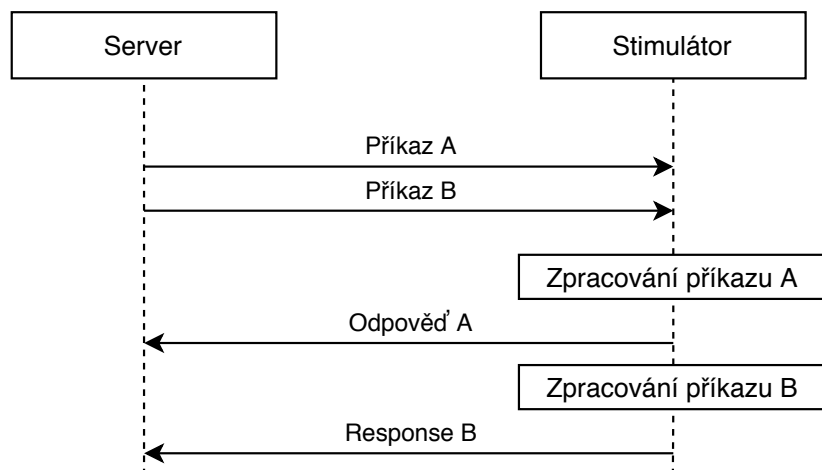 Server
Stimulátor
Příkaz A
Příkaz B
Zpracování příkazu A
Odpověď A
Zpracování příkazu B
Response B